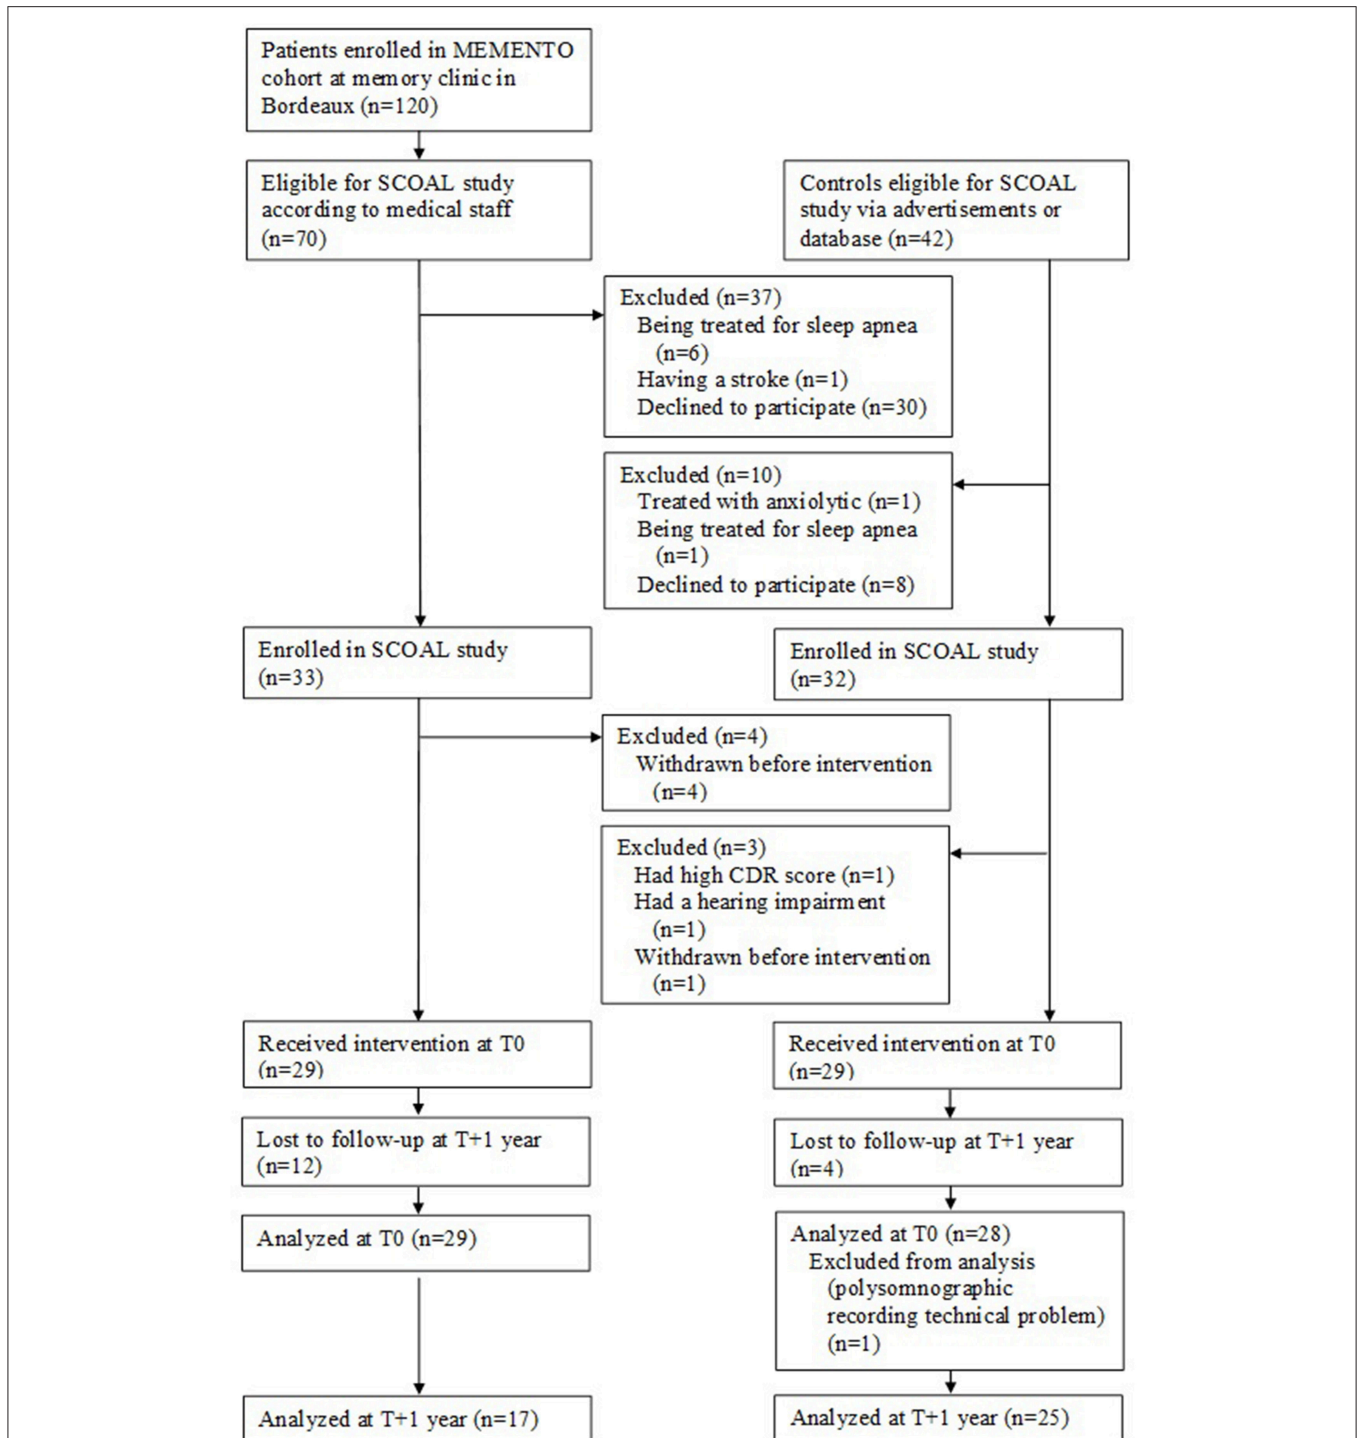 Patients enrolled in MEMENTO
cohort at memory clinic in
Bordeaux (n=120)
Eligible for SCOAL study
according to medical staff
(n=70)
Controls eligible for SCOAL
study via advertisements or
database (n=42)
Excluded (n=37)
Being treated for sleep apnea
(n=6)
Having a stroke (n=1)
Declined to participate (n=30)
Excluded (n=10)
Treated with anxiolytic (n=1)
Being treated for sleep apnea
(n=1)
Declined to participate (n=8)
Enrolled in SCOAL study
(n=33)
Enrolled in SCOAL study
(n=32)
Excluded (n=4)
Withdrawn before intervention
(n=4)
Excluded (n=3)
Had high CDR score (n=1)
Had a hearing impairment
(n=1)
Withdrawn before intervention
(n=1)
Received intervention at T0
(n=29)
Received intervention at T0
(n=29)
Lost to follow-up at T+1 year
(n=12)
Lost to follow-up at T+1 year
(n=4)
Analyzed at T0 (n=29)
Analyzed at T0 (n=28)
Excluded from analysis
(polysomnographic
recording technical problem)
(n=1)
Analyzed at T+1 year (n=17)
Analyzed at T+1 year (n=25)